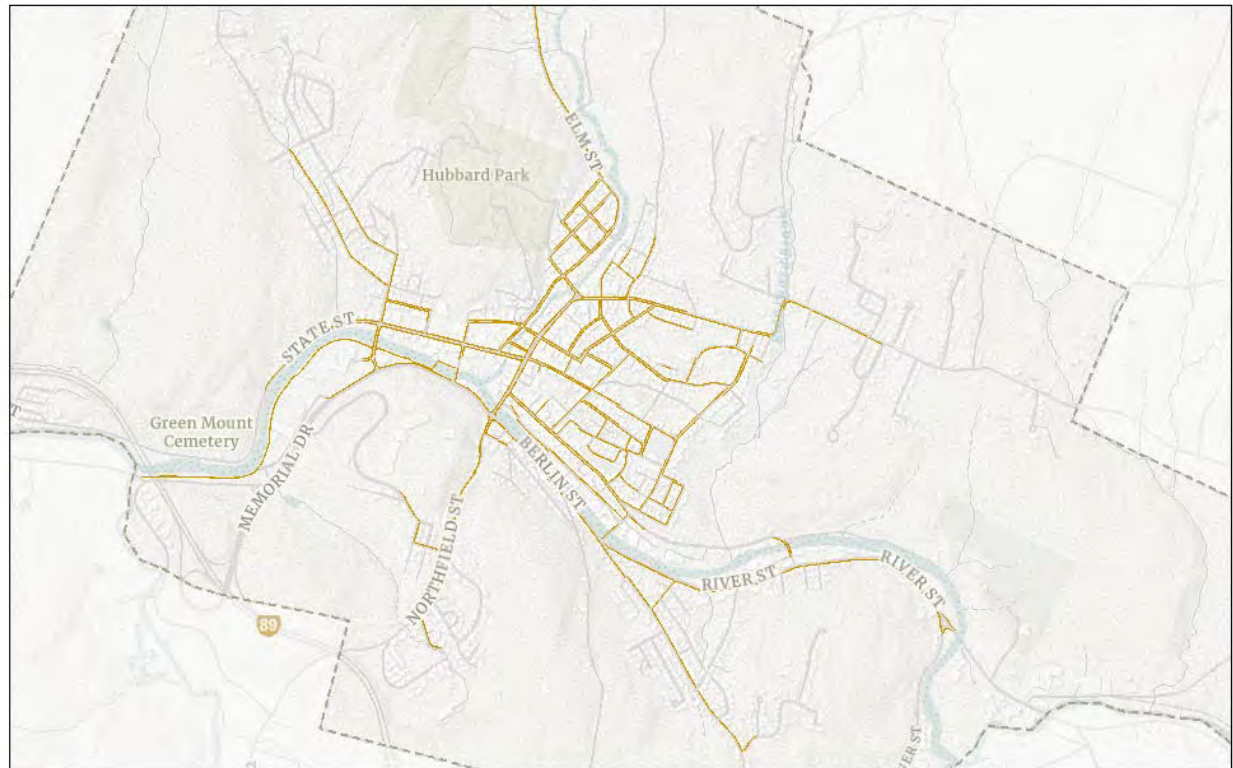 ELM ST
Hubbard Park
STATE ST
Green Mount
Cemetery
MEMORIAL DR
BERLIN ST
NORTHFIELD ST
RIVER ST
RIVER ST
89